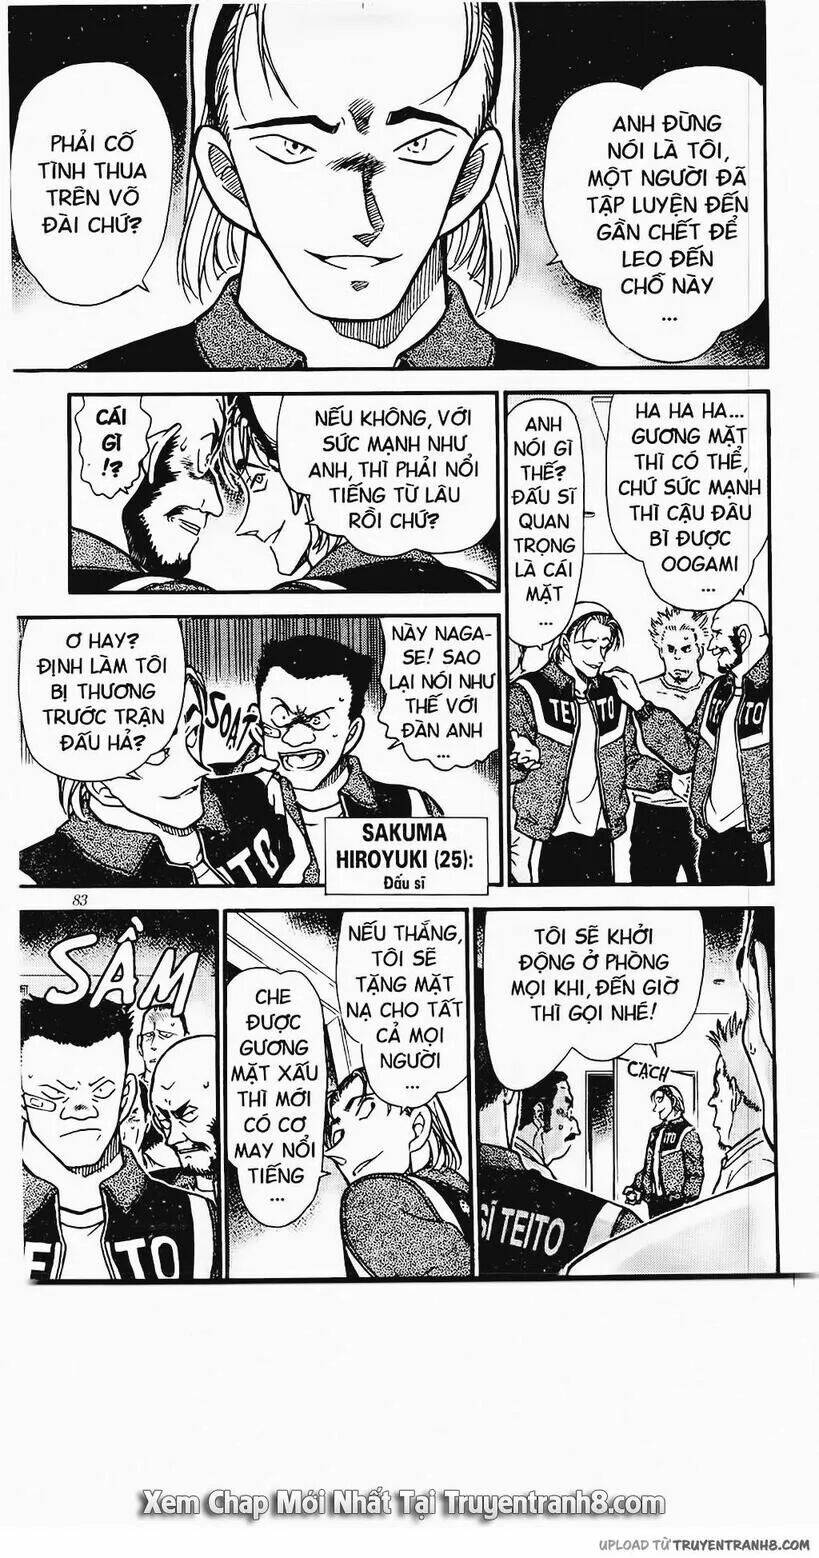 ANH ĐỪNG
NÓI LÀ TÔI,
MỘT NGƯỜI ĐÃ
TẬP LUYỆN ĐẾN
GẦN CHẾT ĐỂ
LEO ĐẾN
CHỖ NÀY
...
PHẢI CỐ
TÌNH THUA
TRÊN VÕ
ĐÀI CHỨ?
HA HA HA...
GƯƠNG MẶT
THÌ CÓ THỂ,
CHỨ SỨC MẠNH
THÌ CẬU ĐÂU
BÌ ĐƯỢC
OOGAMI
...
ANH
NÓI GÌ
THẾ?
ĐẤU SĨ
QUAN
TRỌNG
LÀ CÁI
MẶT
...
TEITO
TO
NẾU KHÔNG, VỚI
SỨC MẠNH NHƯ
ANH, THÌ PHẢI NỔI
TIẾNG TỪ LÂU
RỒI CHỨ?
CÁI
GÌ
!?
NÀY NAGA-
SE! SAO
LẠI NÓI NHƯ
THẾ VỚI
ĐÀN ANH
...
SOẠT
Ơ HAY?
ĐỊNH LÀM TÔI
BỊ THƯƠNG
TRƯỚC TRẬN
ĐẤU HẢ?
TEITO
SAKUMA
HIROYUKI (25):
Đấu sĩ
83
TÔI SẼ KHỞI
ĐỘNG Ở PHÒNG
MỌI KHI, ĐẾN GIỜ
THÌ GỌI NHÉ!
CẠCH
ITO
SĨ TEITO
NẾU THẮNG,
TÔI SẼ
TẶNG MẶT
NẠ CHO TẤT
CẢ MỌI
NGƯỜI
...
CHE
ĐƯỢC
GƯƠNG
MẶT XẤU
THÌ MỚI
CÓ CƠ
MAY NỔI
TIẾNG
...
SẦM
TEITO
Xem Chap Mới Nhất Tại Truyentranh8.com
UPLOAD TỪ TRUYENTRANH8.COM